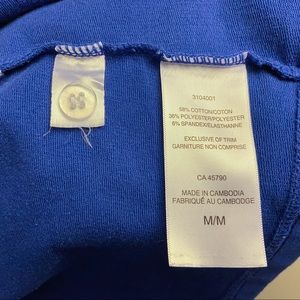 3104001
58% COTTON/COTON
36% POLYESTER/POLYESTER
6% SPANDEX/ELASTHANNE
EXCLUSIVE OF TRIM
GARNITURE NON COMPRISE
CA 45790
MADE IN CAMBODIA
FABRIQUÉ AU CAMBODGE
M/M